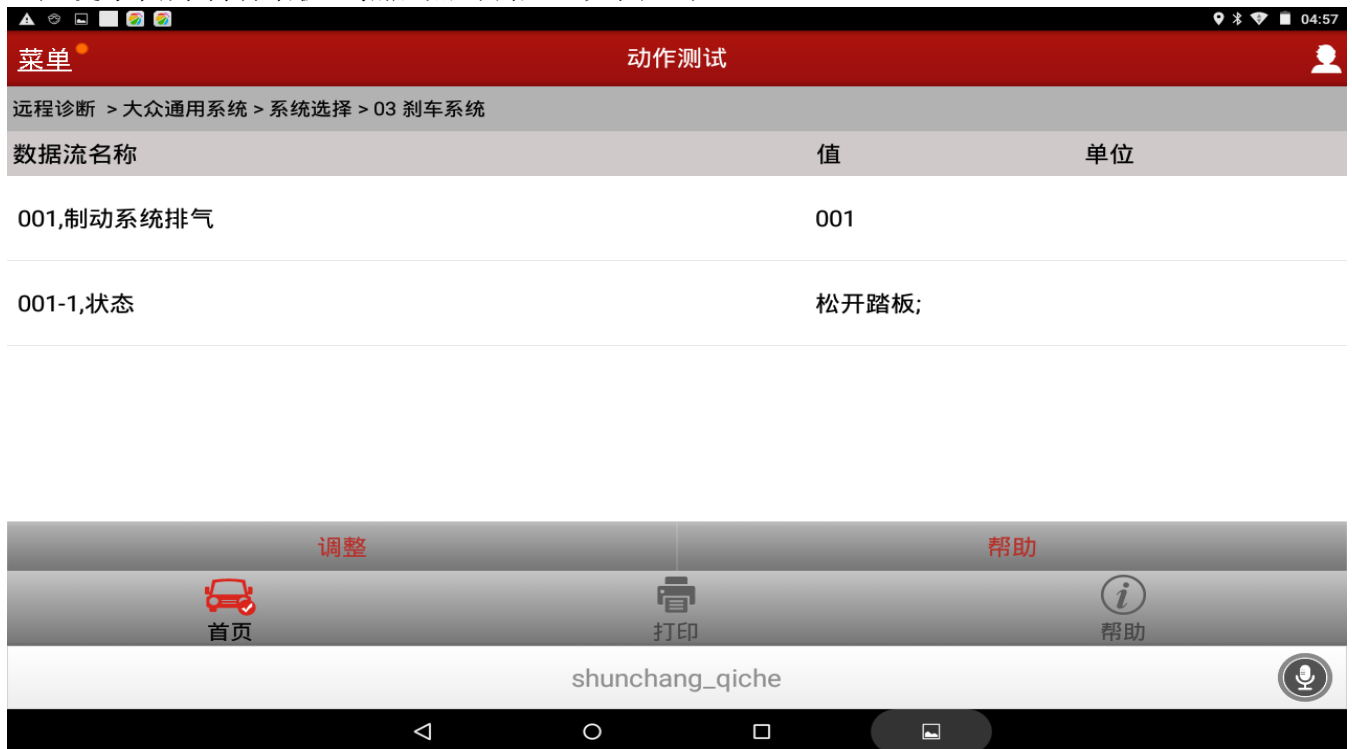 04:57
菜单
动作测试
远程诊断 > 大众通用系统 > 系统选择 > 03 刹车系统
数据流名称 值 单位
001,制动系统排气 001
001-1,状态 松开踏板;
调整 帮助
首页 打印 帮助
shunchang_qiche